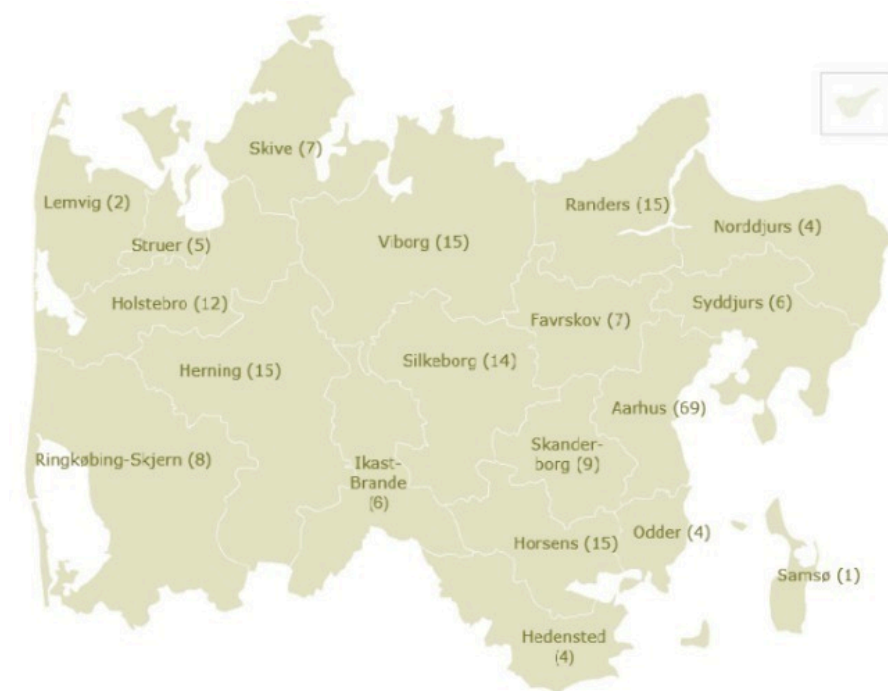 Skive (7)
Lemvig (2)
Randers (15)
Norddjurs (4)
Struer (5)
Viborg (15)
Holstebro (12)
Favrskov (7)
Syddjurs (6)
Herning (15)
Silkeborg (14)
Aarhus (69)
Ringkøbing-Skjern (8)
Ikast-
Brande
(6)
Skander-
borg (9)
Horsens (15)
Odder (4)
Samsø (1)
Hedensted
(4)